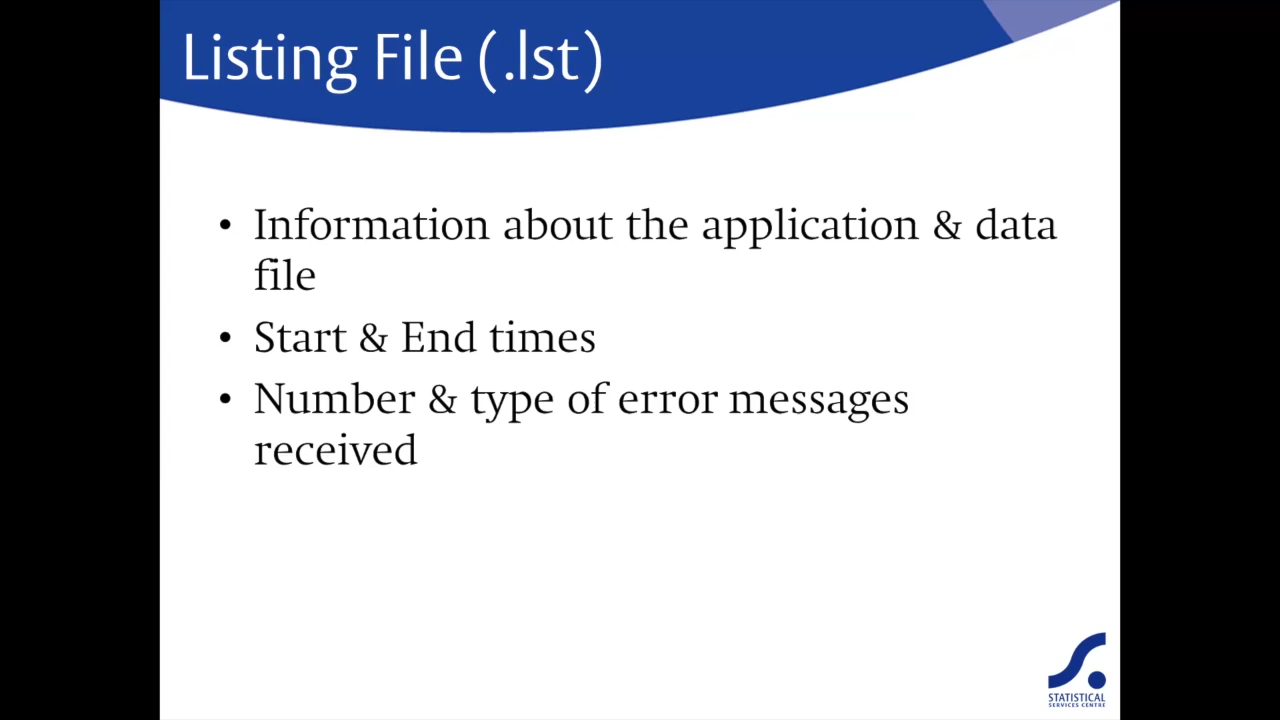 Listing File (.lst)
• Information about the application & data
file
• Start & End times
• Number & type of error messages
received
STATISTICAL
SERVICES CENTRE